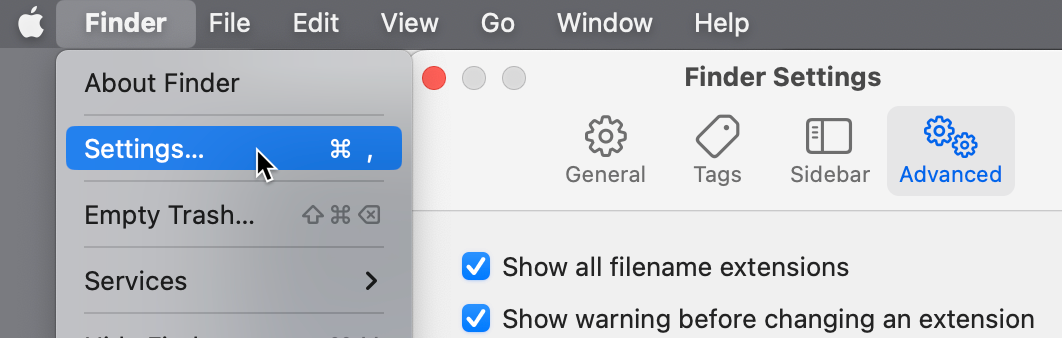 Finder File Edit View Go Window Help
About Finder
Settings... ⌘ ,
Empty Trash... ⇧⌘⌫
Services
Finder Settings
General Tags Sidebar Advanced
Show all filename extensions
Show warning before changing an extension